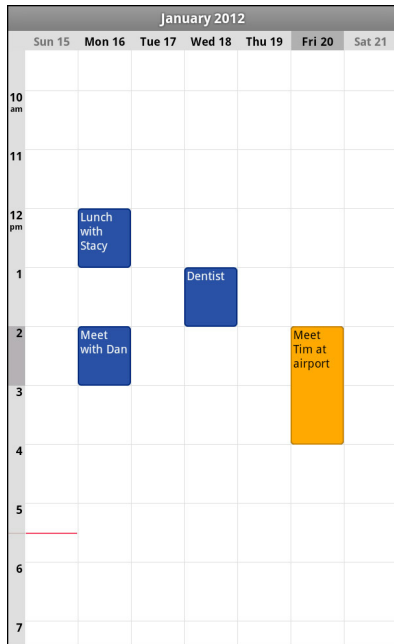 January 2012
Sun 15 Mon 16 Tue 17 Wed 18 Thu 19 Fri 20 Sat 21
10
am
11
12
pm
Lunch
with
Stacy
1
Dentist
2
Meet
with Dan
Meet
Tim at
airport
3
4
5
6
7